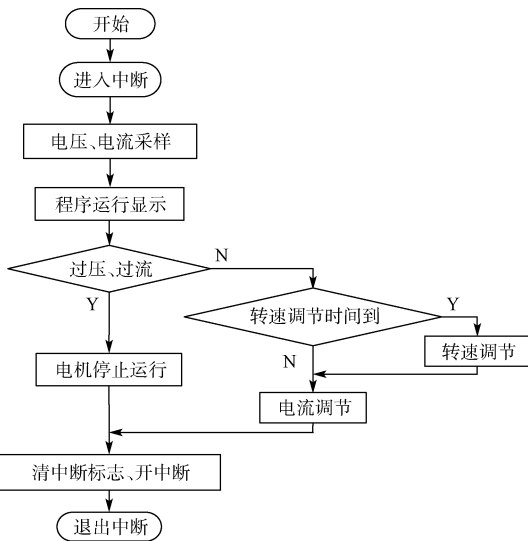 开始
进入中断
电压、电流采样
程序运行显示
过压、过流
N
Y
转速调节时间到
Y
N
转速调节
电机停止运行
电流调节
清中断标志、开中断
退出中断